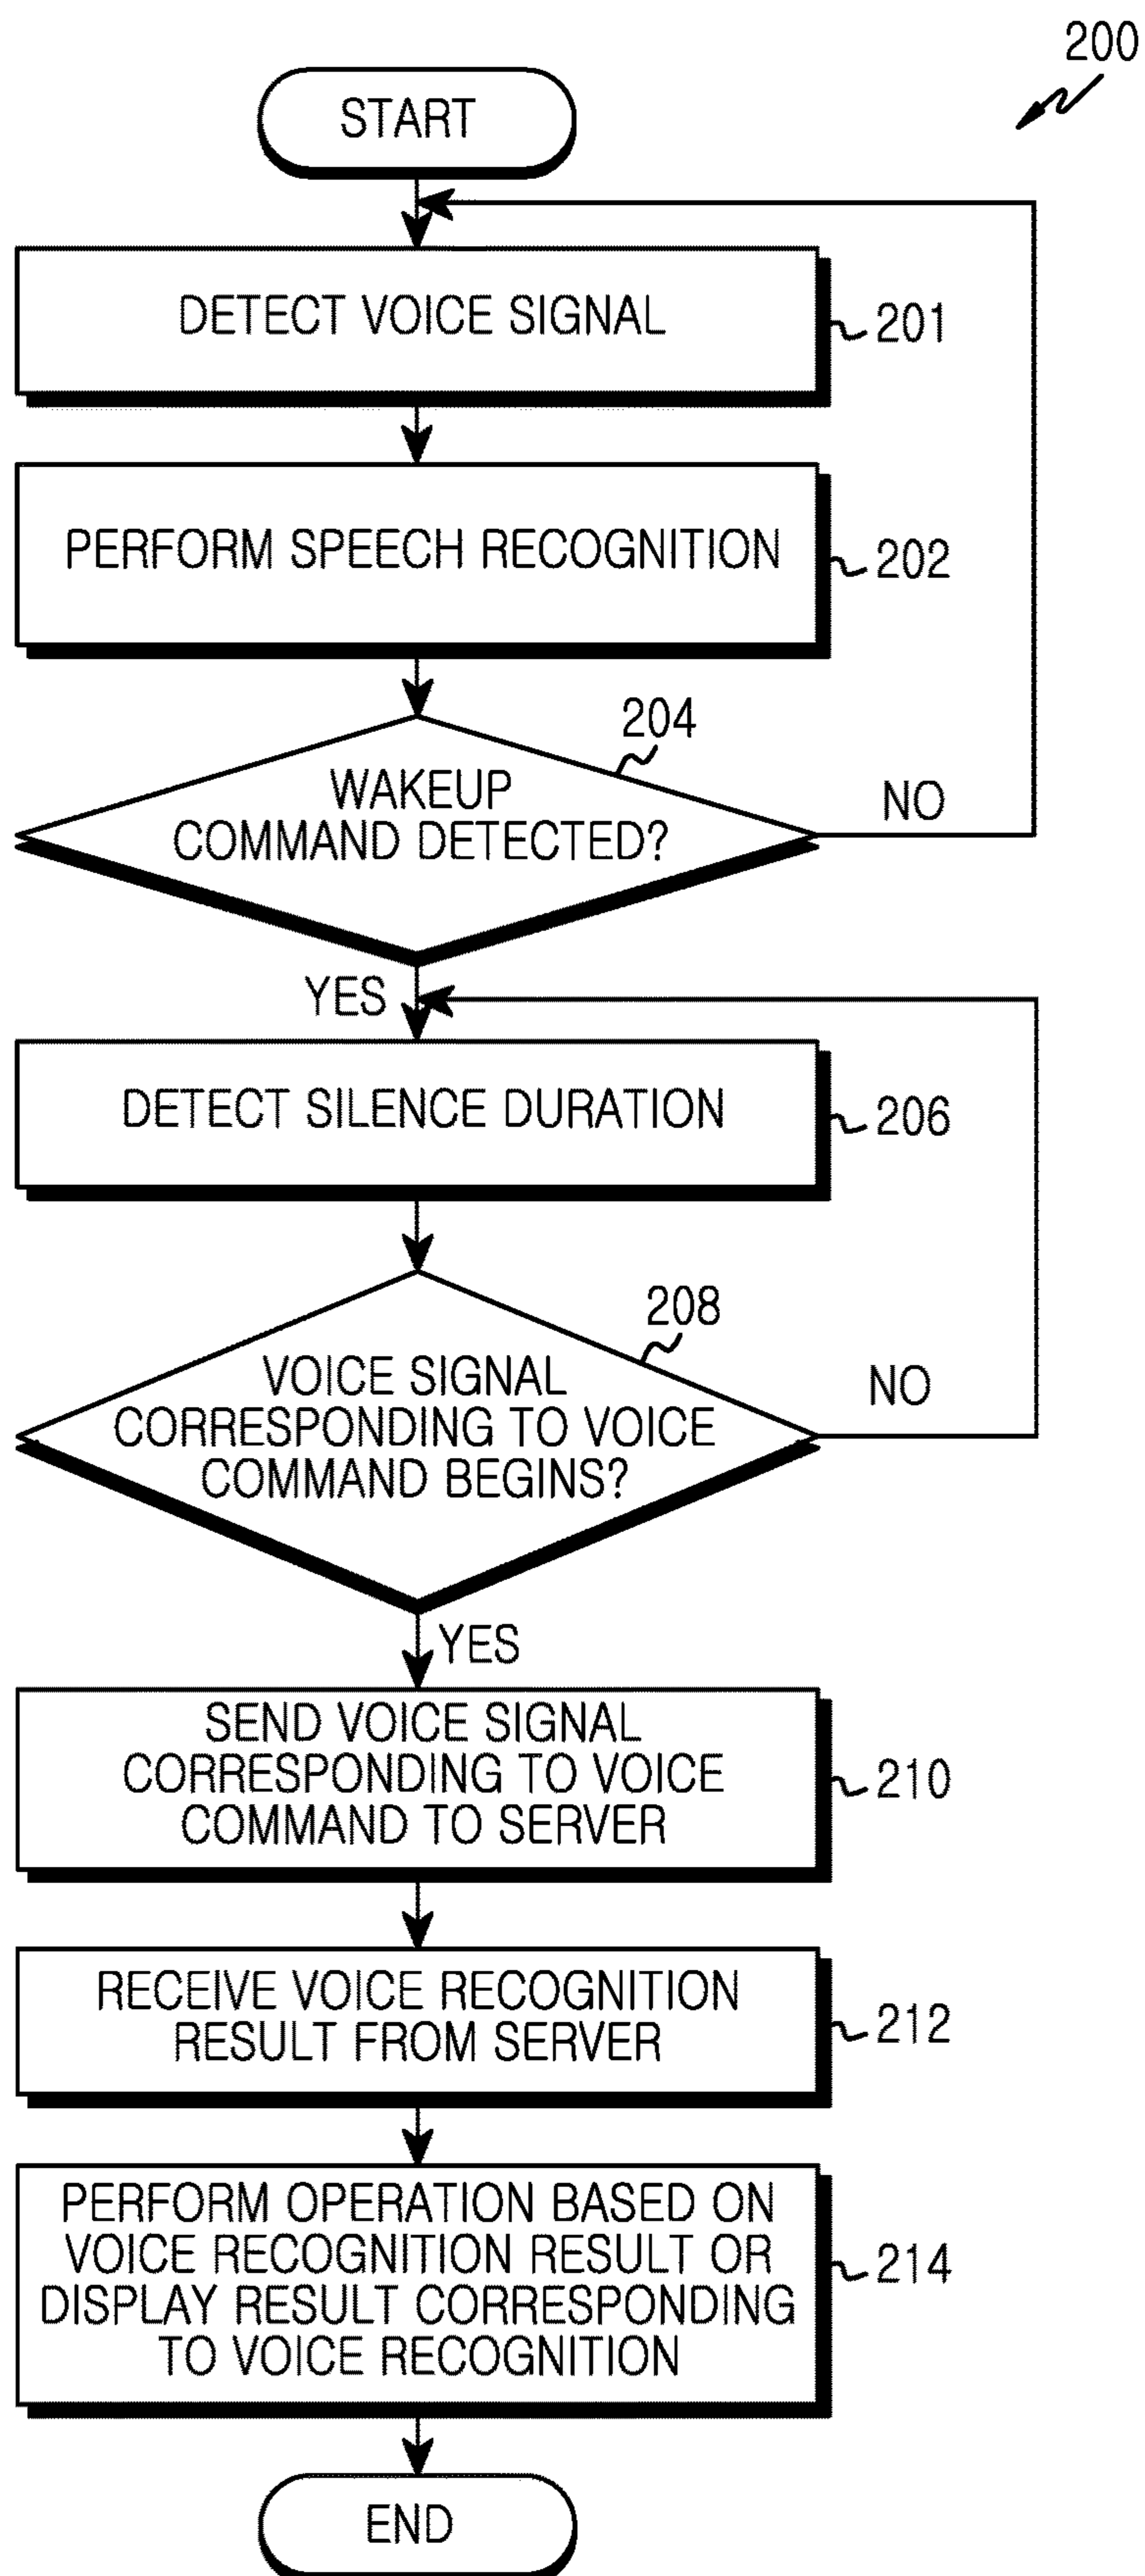 200
START
DETECT VOICE SIGNAL
201
PERFORM SPEECH RECOGNITION
202
204
WAKEUP
COMMAND DETECTED?
NO
YES
DETECT SILENCE DURATION
206
208
VOICE SIGNAL
CORRESPONDING TO VOICE
COMMAND BEGINS?
NO
YES
SEND VOICE SIGNAL
CORRESPONDING TO VOICE
COMMAND TO SERVER
210
RECEIVE VOICE RECOGNITION
RESULT FROM SERVER
212
PERFORM OPERATION BASED ON
VOICE RECOGNITION RESULT OR
DISPLAY RESULT CORRESPONDING
TO VOICE RECOGNITION
214
END